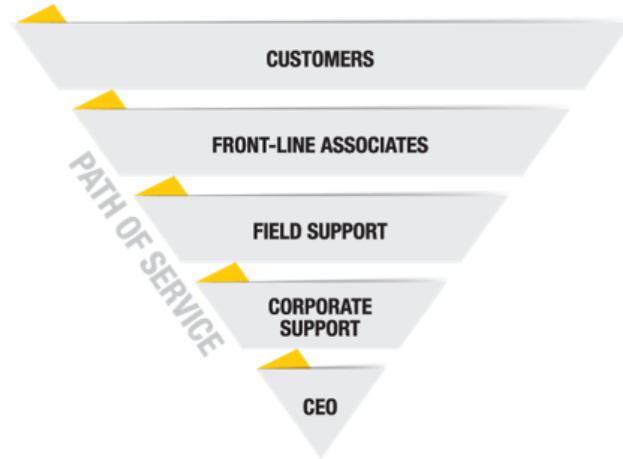 CUSTOMERS
FRONT-LINE ASSOCIATES
PATH OF SERVICE
FIELD SUPPORT
CORPORATE
SUPPORT
CEO